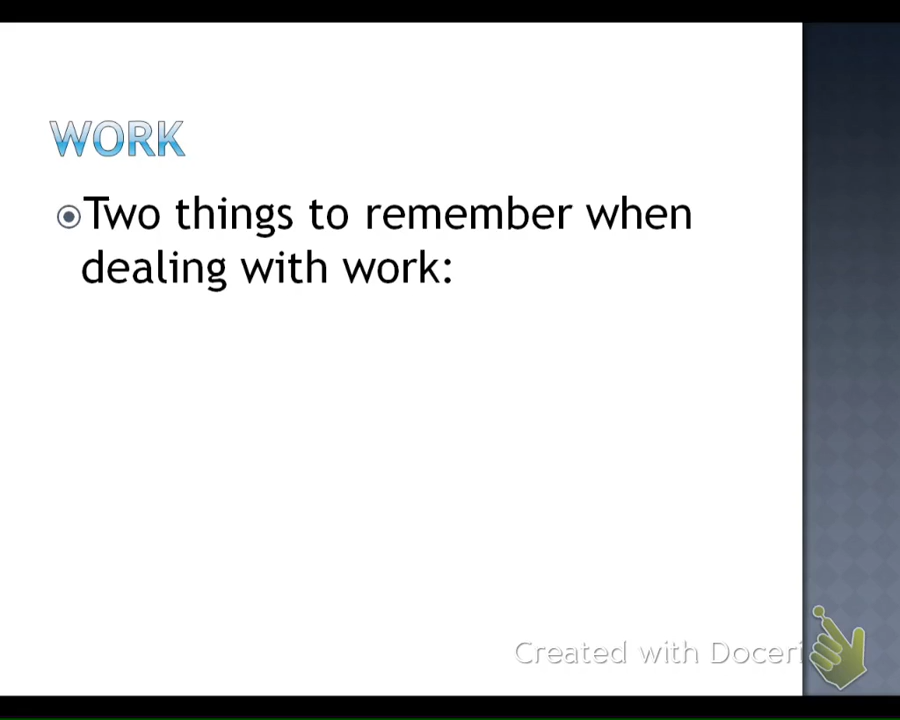 WORK
Two things to remember when
dealing with work:
Created with Doceri